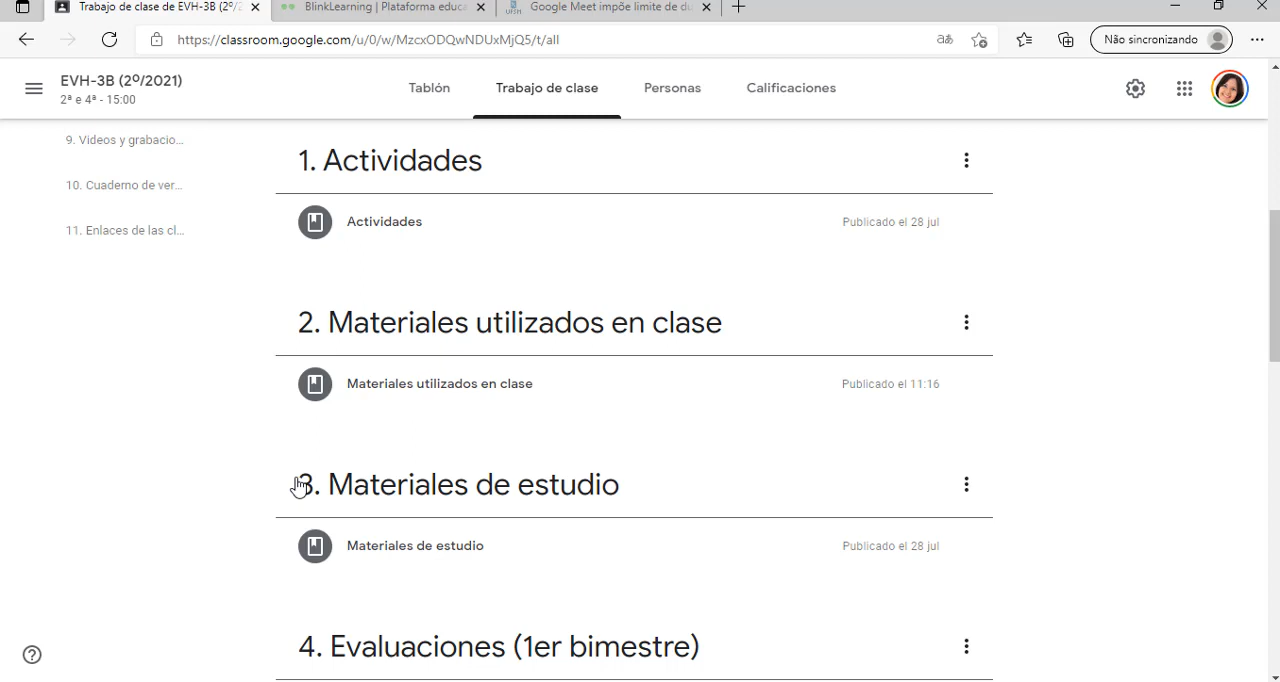 Trabajo de clase de EVH-3B (2º/2
BlinkLearning | Plataforma educa
Google Meet impõe limite de du
https://classroom.google.com/u/0/w/MzcxODQwNDUxMjQ5/t/all
Não sincronizando
EVH-3B (2º/2021)
2ª e 4ª - 15:00
Tablón
Trabajo de clase
Personas
Calificaciones
9. Videos y grabacio...
10. Cuaderno de ver...
11. Enlaces de las cl...
1. Actividades
Actividades
Publicado el 28 jul
2. Materiales utilizados en clase
Materiales utilizados en clase
Publicado el 11:16
3. Materiales de estudio
Materiales de estudio
Publicado el 28 jul
4. Evaluaciones (1er bimestre)